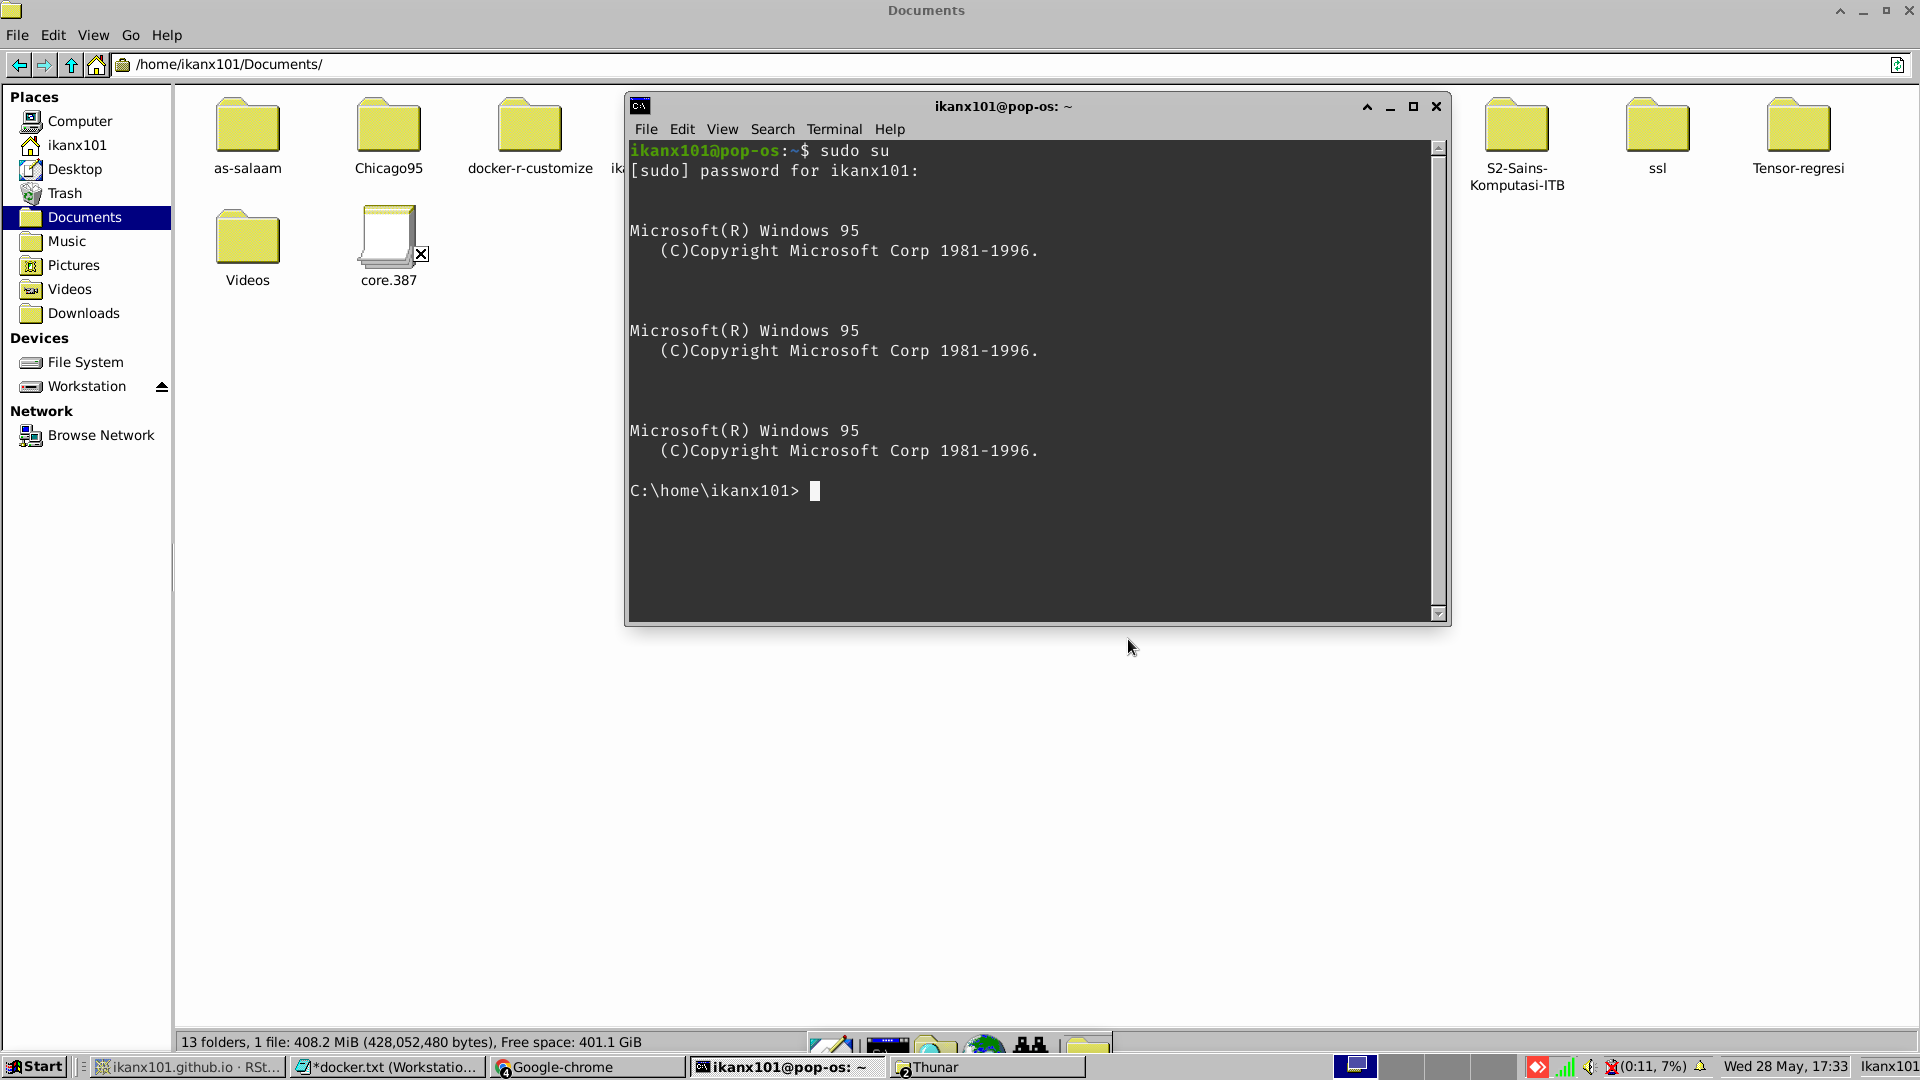 Documents
File Edit View Go Help
/home/ikanx101/Documents/
Places
Computer
ikanx101
Desktop
Trash
Documents
Music
Pictures
Videos
Downloads
Devices
File System
Workstation
Network
Browse Network
as-salaam
Chicago95
docker-r-customize
S2-Sains-
Komputasi-ITB
ssl
Tensor-regresi
Videos
core.387
ikanx101@pop-os: ~
File Edit View Search Terminal Help
ikanx101@pop-os:~$ sudo su
[sudo] password for ikanx101:
Microsoft(R) Windows 95
(C)Copyright Microsoft Corp 1981-1996.
Microsoft(R) Windows 95
(C)Copyright Microsoft Corp 1981-1996.
Microsoft(R) Windows 95
(C)Copyright Microsoft Corp 1981-1996.
C:\home\ikanx101>
13 folders, 1 file: 408.2 MiB (428,052,480 bytes), Free space: 401.1 GiB
Start
ikanx101.github.io · RSt...
*docker.txt (Workstatio...
4 Google-chrome
ikanx101@pop-os: ~
2 Thunar
(0:11, 7%)
Wed 28 May, 17:33
Ikanx101